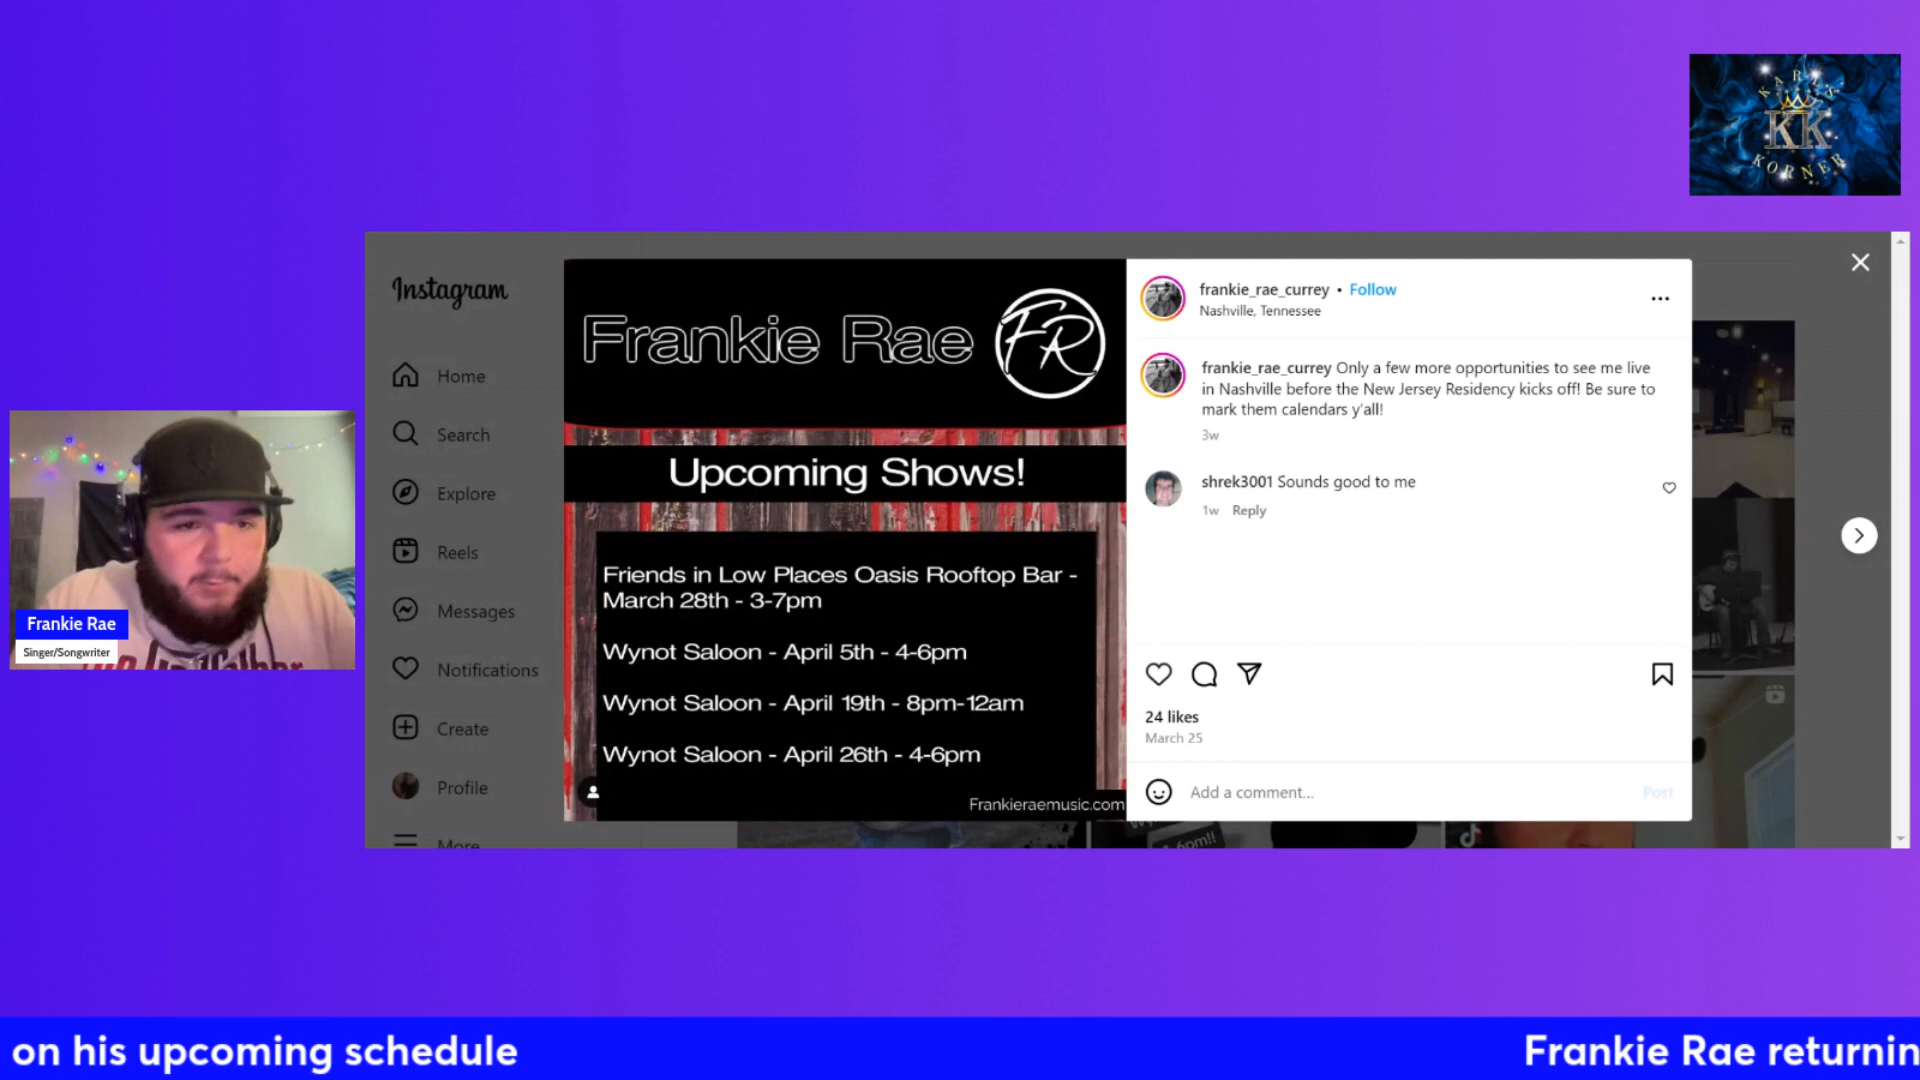 KARL'S
KK
KORNER
Instagram
Home
Search
Explore
Reels
Messages
Notifications
Create
Profile
More
Frankie Rae
FR
Upcoming Shows!
Friends in Low Places Oasis Rooftop Bar -
March 28th - 3-7pm
Wynot Saloon - April 5th - 4-6pm
Wynot Saloon - April 19th - 8pm-12am
Wynot Saloon - April 26th - 4-6pm
Frankieraemusic.com
frankie_rae_currey • Follow
Nashville, Tennessee
frankie_rae_currey Only a few more opportunities to see me live
in Nashville before the New Jersey Residency kicks off! Be sure to
mark them calendars y'all!
3w
shrek3001 Sounds good to me
1w Reply
24 likes
March 25
Add a comment...
Post
6pm!!
Frankie Rae
Singer/Songwriter
on his upcoming schedule
Frankie Rae returnin